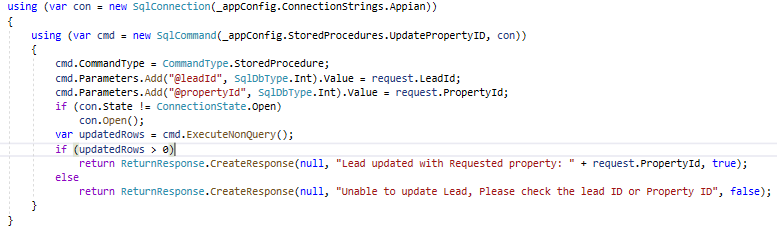 using (var con = new SqlConnection(_appConfig.ConnectionStrings.Appian))
{
    using (var cmd = new SqlCommand(_appConfig.StoredProcedures.UpdatePropertyID, con))
    {
        cmd.CommandType = CommandType.StoredProcedure;
        cmd.Parameters.Add("@leadId", SqlDbType.Int).Value = request.LeadId;
        cmd.Parameters.Add("@propertyId", SqlDbType.Int).Value = request.PropertyId;
        if (con.State != ConnectionState.Open)
            con.Open();
        var updatedRows = cmd.ExecuteNonQuery();
        if (updatedRows > 0)
            return ReturnResponse.CreateResponse(null, "Lead updated with Requested property: " + request.PropertyId, true);
        else
            return ReturnResponse.CreateResponse(null, "Unable to update Lead, Please check the lead ID or Property ID", false);
    }
}